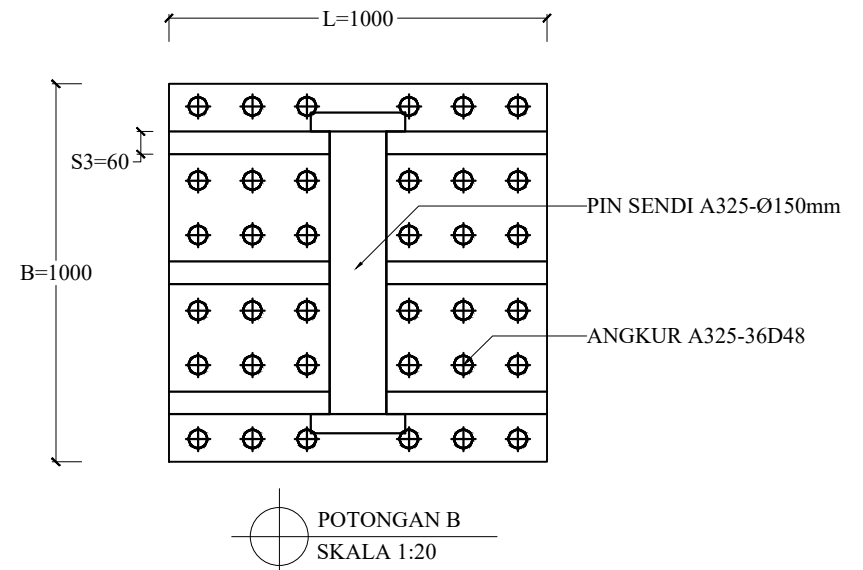 L=1000
S3=60
PIN SENDI A325-Ø150mm
B=1000
ANGKUR A325-36D48
POTONGAN B
SKALA 1:20